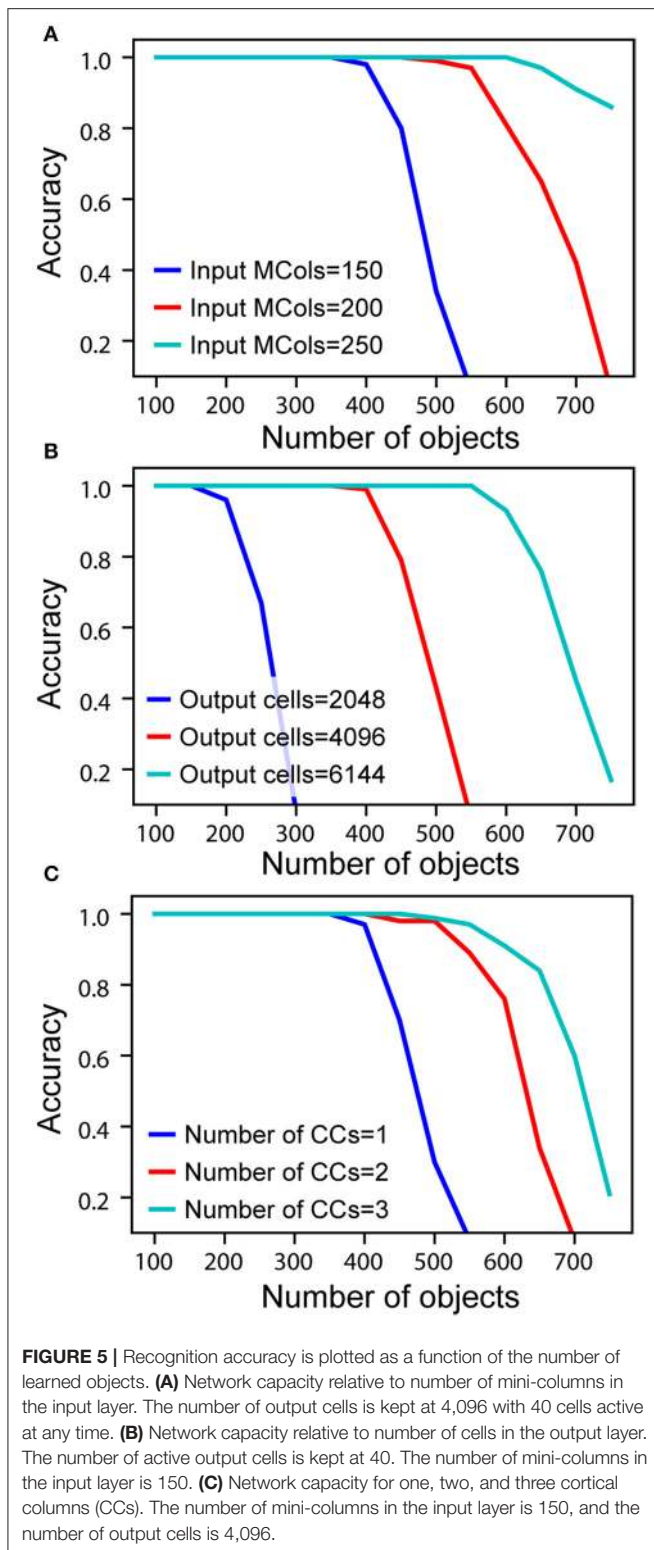 A
1.0
0.8
0.6
0.4
0.2
Accuracy
Input MCols=150
Input MCols=200
Input MCols=250
100 200 300 400 500 600 700
Number of objects
B
1.0
0.8
0.6
0.4
0.2
Accuracy
Output cells=2048
Output cells=4096
Output cells=6144
100 200 300 400 500 600 700
Number of objects
C
1.0
0.8
0.6
0.4
0.2
Accuracy
Number of CCs=1
Number of CCs=2
Number of CCs=3
100 200 300 400 500 600 700
Number of objects
FIGURE 5 | Recognition accuracy is plotted as a function of the number of
learned objects. (A) Network capacity relative to number of mini-columns in
the input layer. The number of output cells is kept at 4,096 with 40 cells active
at any time. (B) Network capacity relative to number of cells in the output layer.
The number of active output cells is kept at 40. The number of mini-columns in
the input layer is 150. (C) Network capacity for one, two, and three cortical
columns (CCs). The number of mini-columns in the input layer is 150, and the
number of output cells is 4,096.